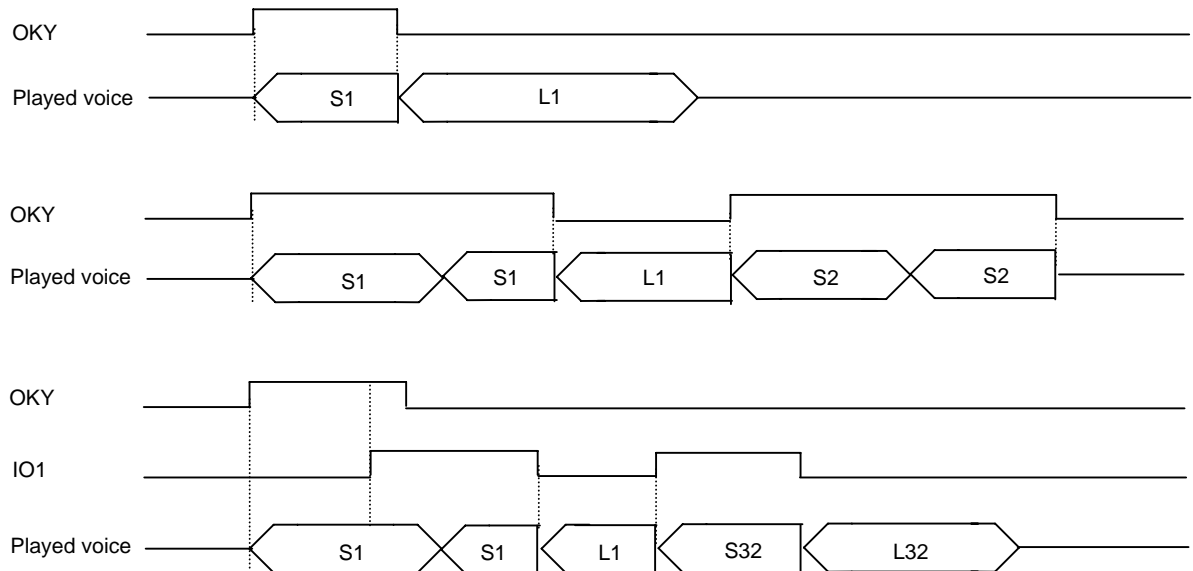 OKY
Played voice S1 L1
OKY
Played voice S1 S1 L1 S2 S2
OKY
IO1
Played voice S1 S1 L1 S32 L32